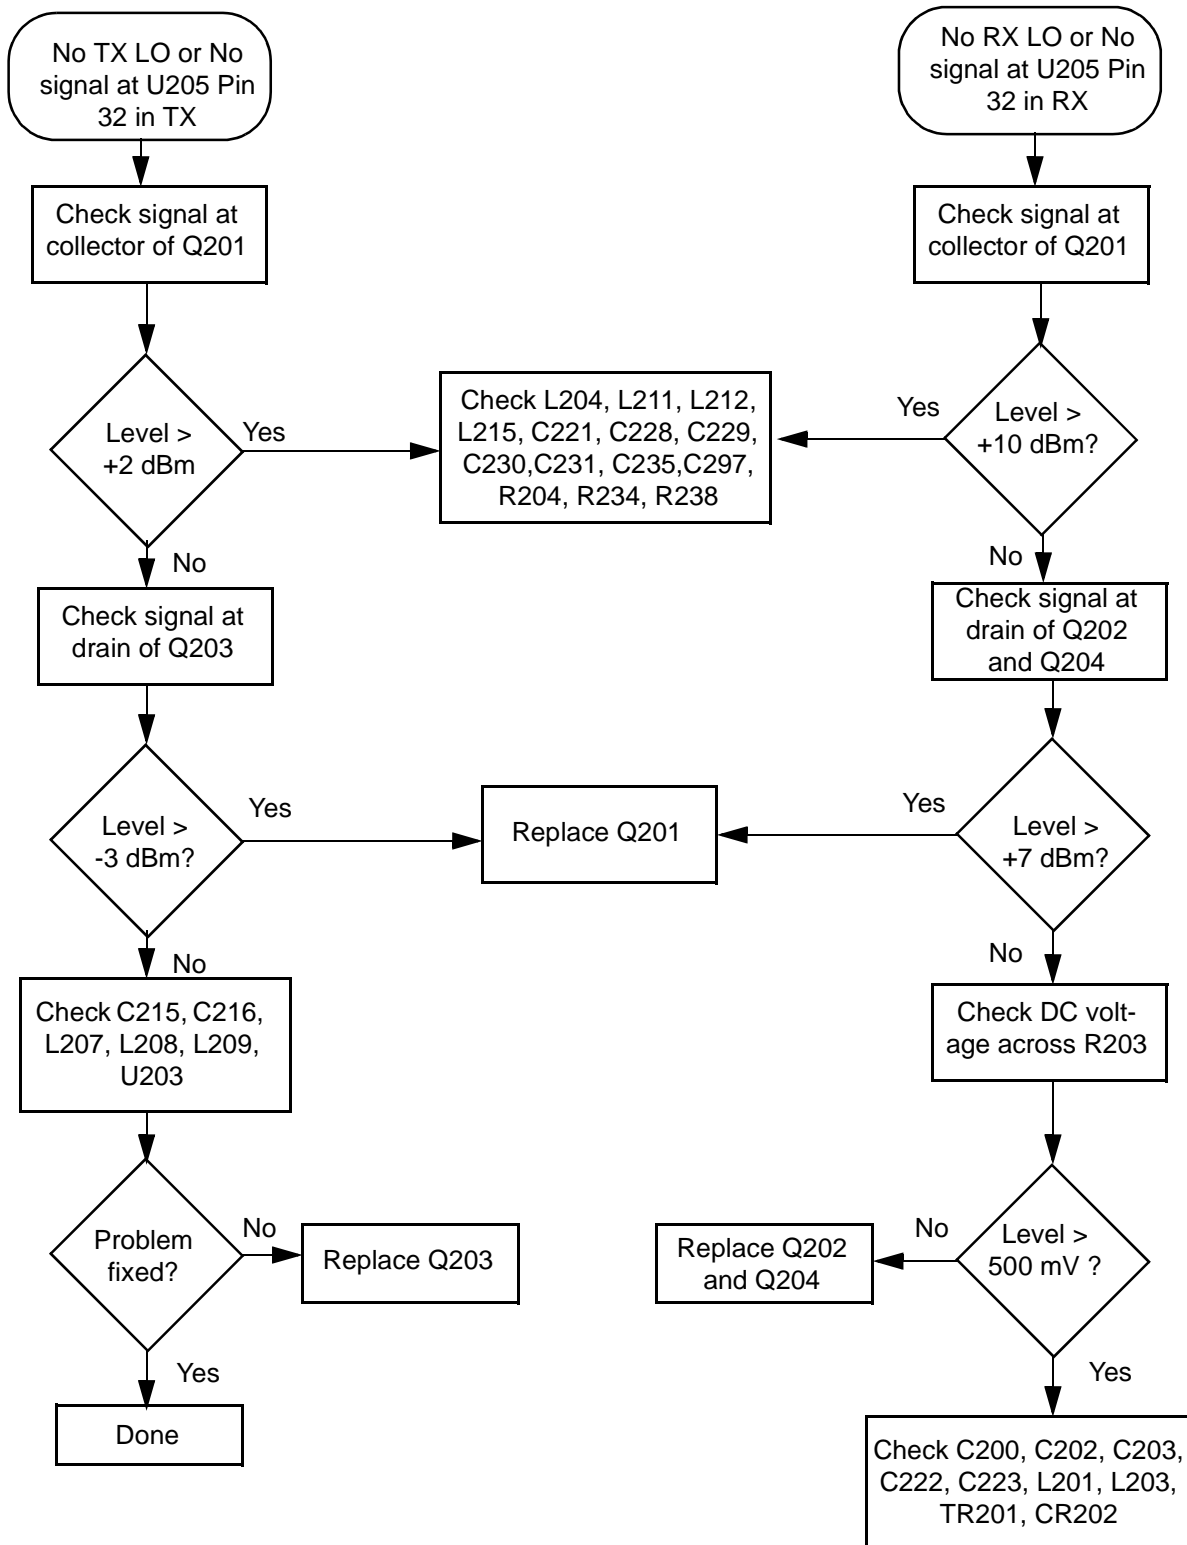 No TX LO or No
signal at U205 Pin
32 in TX
Check signal at
collector of Q201
Level >
+2 dBm
Yes
No
Check signal at
drain of Q203
Level >
-3 dBm?
Yes
No
Check C215, C216,
L207, L208, L209,
U203
Problem
fixed?
No
Replace Q203
Yes
Done
Check L204, L211, L212,
L215, C221, C228, C229,
C230,C231, C235,C297,
R204, R234, R238
Replace Q201
No RX LO or No
signal at U205 Pin
32 in RX
Check signal at
collector of Q201
Level >
+10 dBm?
Yes
No
Check signal at
drain of Q202
and Q204
Level >
+7 dBm?
Yes
No
Check DC volt-
age across R203
Level >
500 mV ?
No
Replace Q202
and Q204
Yes
Check C200, C202, C203,
C222, C223, L201, L203,
TR201, CR202